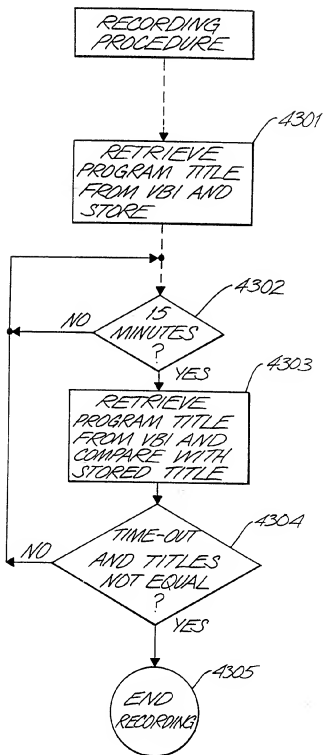 RECORDING
PROCEDURE
4301
RETRIEVE
PROGRAM TITLE
FROM VBI AND
STORE
4302
15
MINUTES
?
NO
YES
4303
RETRIEVE
PROGRAM TITLE
FROM VBI AND
COMPARE WITH
STORED TITLE
4304
TIME-OUT
AND TITLES
NOT EQUAL
?
NO
YES
4305
END
RECORDING